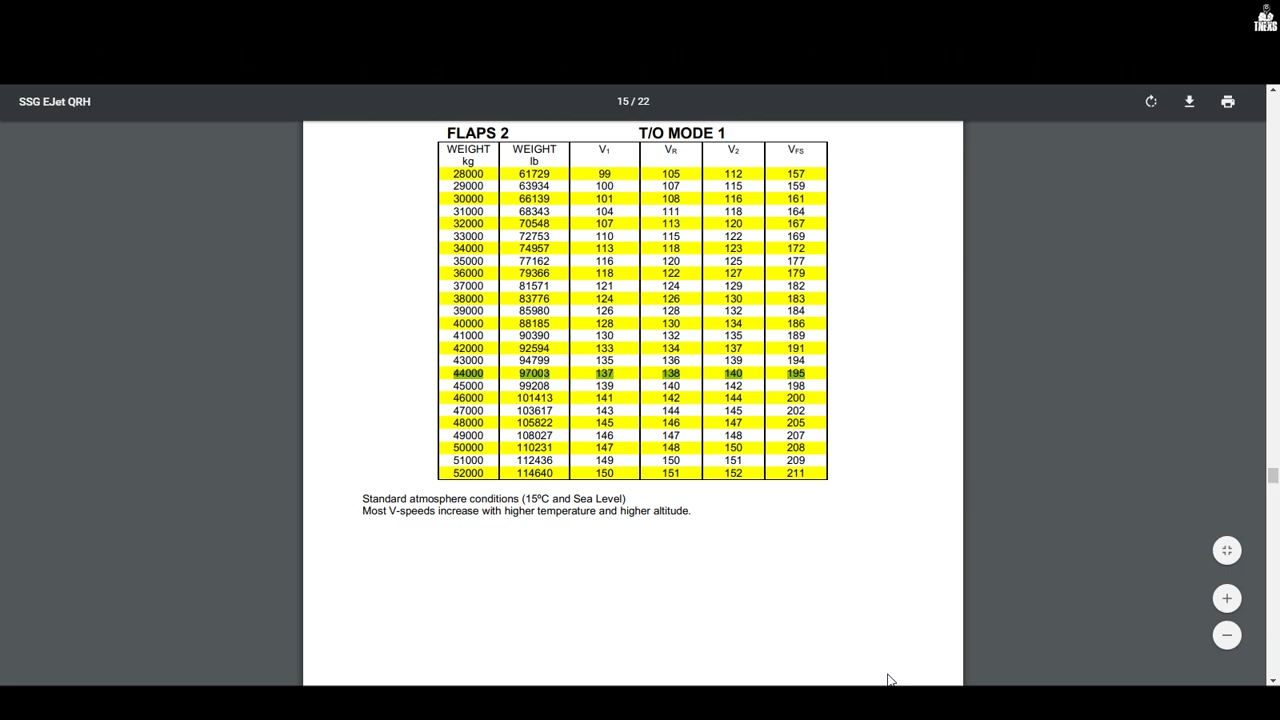 TNEXS
SSG EJet QRH 15 / 22
FLAPS 2 T/O MODE 1
WEIGHT WEIGHT V1 VR V2 VFS
kg lb
28000 61729 99 105 112 157
29000 63934 100 107 115 159
30000 66139 101 108 116 161
31000 68343 104 111 118 164
32000 70548 107 113 120 167
33000 72753 110 115 122 169
34000 74957 113 118 123 172
35000 77162 116 120 125 177
36000 79366 118 122 127 179
37000 81571 121 124 129 182
38000 83776 124 126 130 183
39000 85980 126 128 132 184
40000 88185 128 130 134 186
41000 90390 130 132 135 189
42000 92594 133 134 137 191
43000 94799 135 136 139 194
44000 97003 137 138 140 195
45000 99208 139 140 142 198
46000 101413 141 142 144 200
47000 103617 143 144 145 202
48000 105822 145 146 147 205
49000 108027 146 147 148 207
50000 110231 147 148 150 208
51000 112436 149 150 151 209
52000 114640 150 151 152 211
Standard atmosphere conditions (15ºC and Sea Level)
Most V-speeds increase with higher temperature and higher altitude.